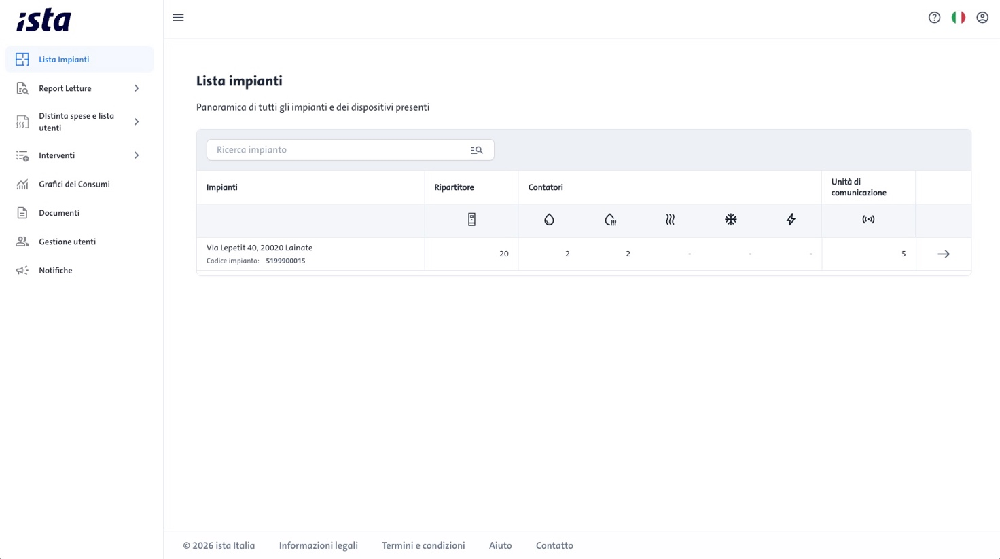 ista
Lista Impianti
Report Letture
DIstinta spese e lista
utenti
Interventi
Grafici dei Consumi
Documenti
Gestione utenti
Notifiche
Lista impianti
Panoramica di tutti gli impianti e dei dispositivi presenti
Ricerca impianto
Impianti
Ripartitore
Contatori
Unità di
comunicazione
VIa Lepetit 40, 20020 Lainate
Codice impianto: 5199900015
20
2
2
-
-
-
5
© 2026 ista Italia
Informazioni legali
Termini e condizioni
Aiuto
Contatto